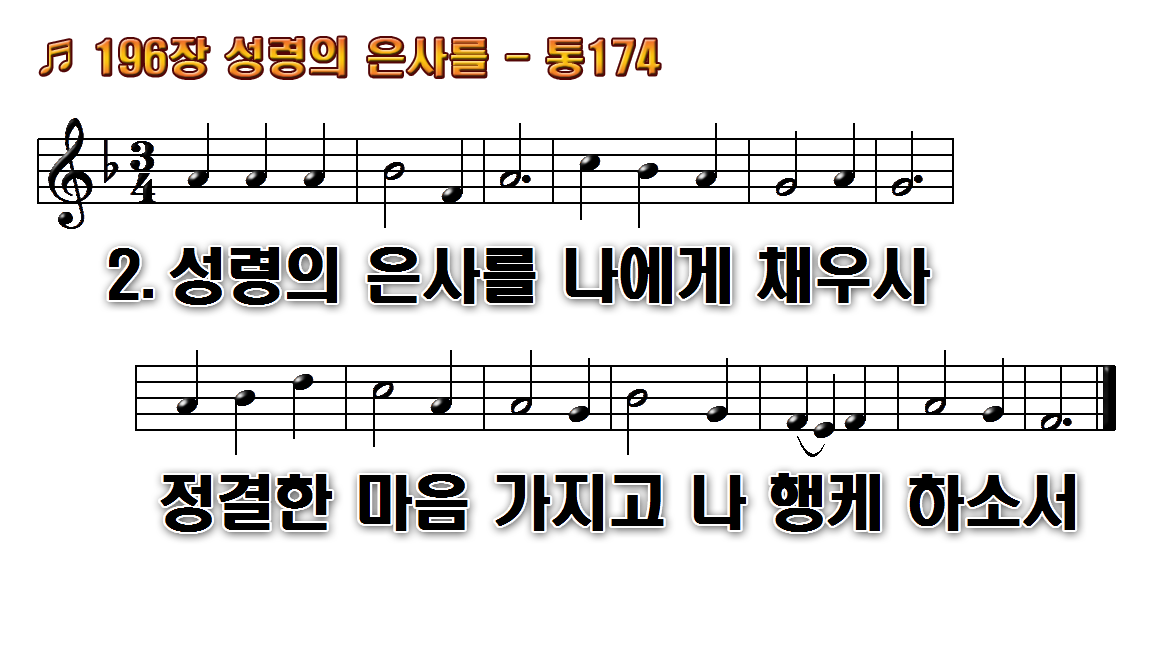 ♬ 196장 성령의 은사를 - 통174
3
4
2. 성령의 은사를 나에게 채우사
정결한 마음 가지고 나 행케 하소서